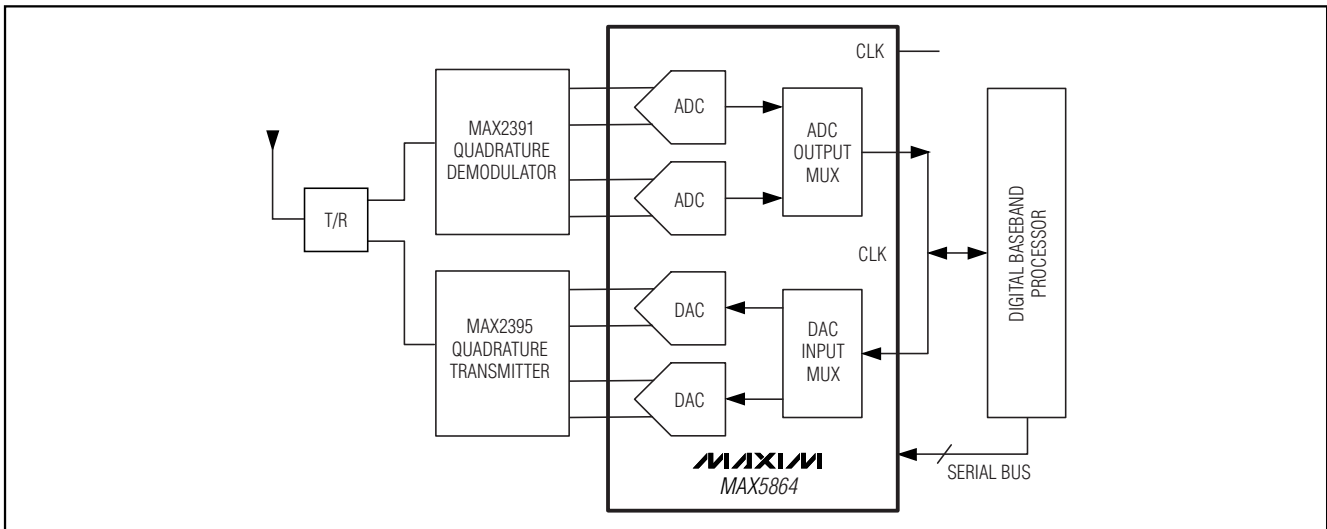 CLK
ADC
MAX2391
QUADRATURE
DEMODULATOR
ADC
OUTPUT
MUX
ADC
T/R
CLK
DAC
MAX2395
QUADRATURE
TRANSMITTER
DAC
INPUT
MUX
DAC
DIGITAL BASEBAND
PROCESSOR
MAXIM
MAX5864
SERIAL BUS